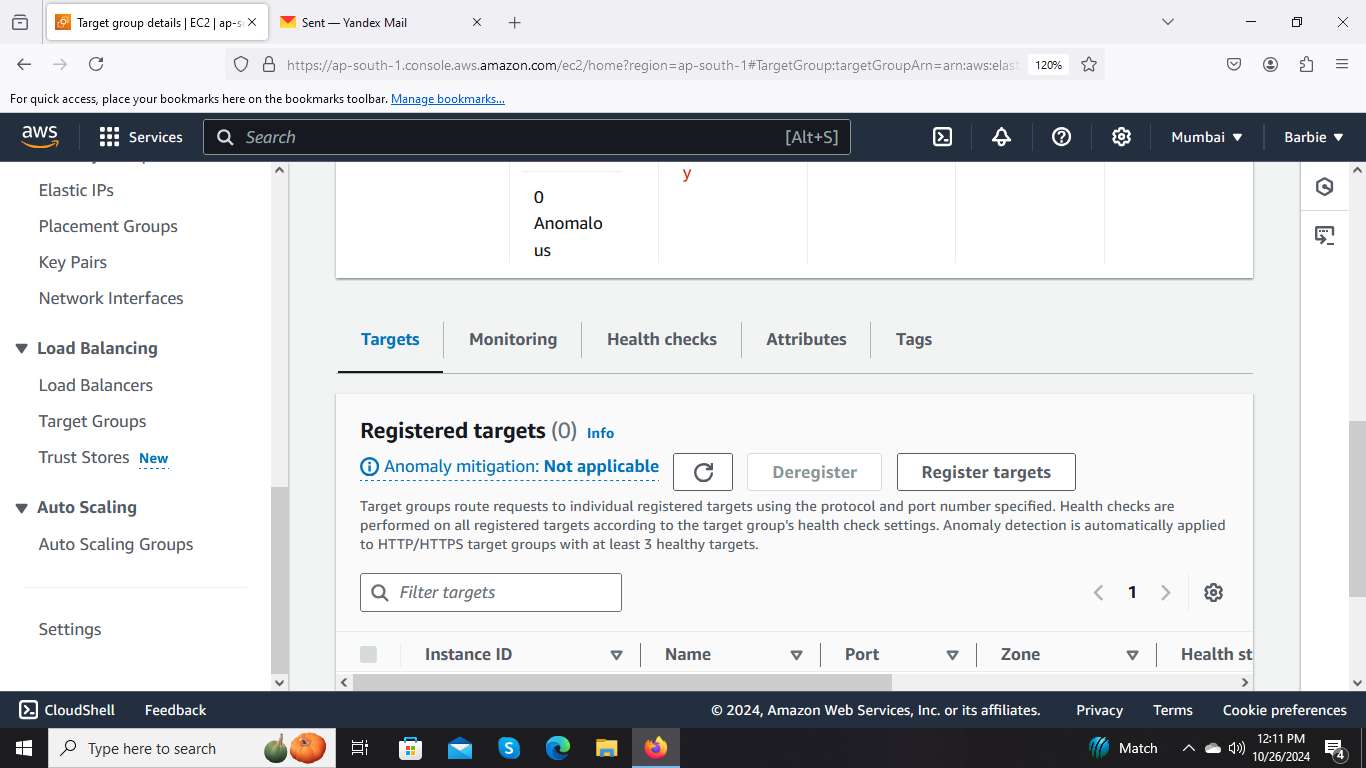 Target group details | EC2 | ap-s
Sent — Yandex Mail
https://ap-south-1.console.aws.amazon.com/ec2/home?region=ap-south-1#TargetGroup:targetGroupArn=arn:aws:elast
120%
For quick access, place your bookmarks here on the bookmarks toolbar. Manage bookmarks...
aws
Services
Search
[Alt+S]
Mumbai
Barbie
Elastic IPs
Placement Groups
Key Pairs
Network Interfaces
Load Balancing
Load Balancers
Target Groups
Trust Stores New
Auto Scaling
Auto Scaling Groups
Settings
y
0
Anomalo
us
Targets
Monitoring
Health checks
Attributes
Tags
Registered targets (0) Info
Anomaly mitigation: Not applicable
Deregister
Register targets
Target groups route requests to individual registered targets using the protocol and port number specified. Health checks are
performed on all registered targets according to the target group's health check settings. Anomaly detection is automatically applied
to HTTP/HTTPS target groups with at least 3 healthy targets.
Filter targets
1
Instance ID
Name
Port
Zone
Health st
CloudShell
Feedback
© 2024, Amazon Web Services, Inc. or its affiliates.
Privacy
Terms
Cookie preferences
Type here to search
Match
12:11 PM
10/26/2024
4